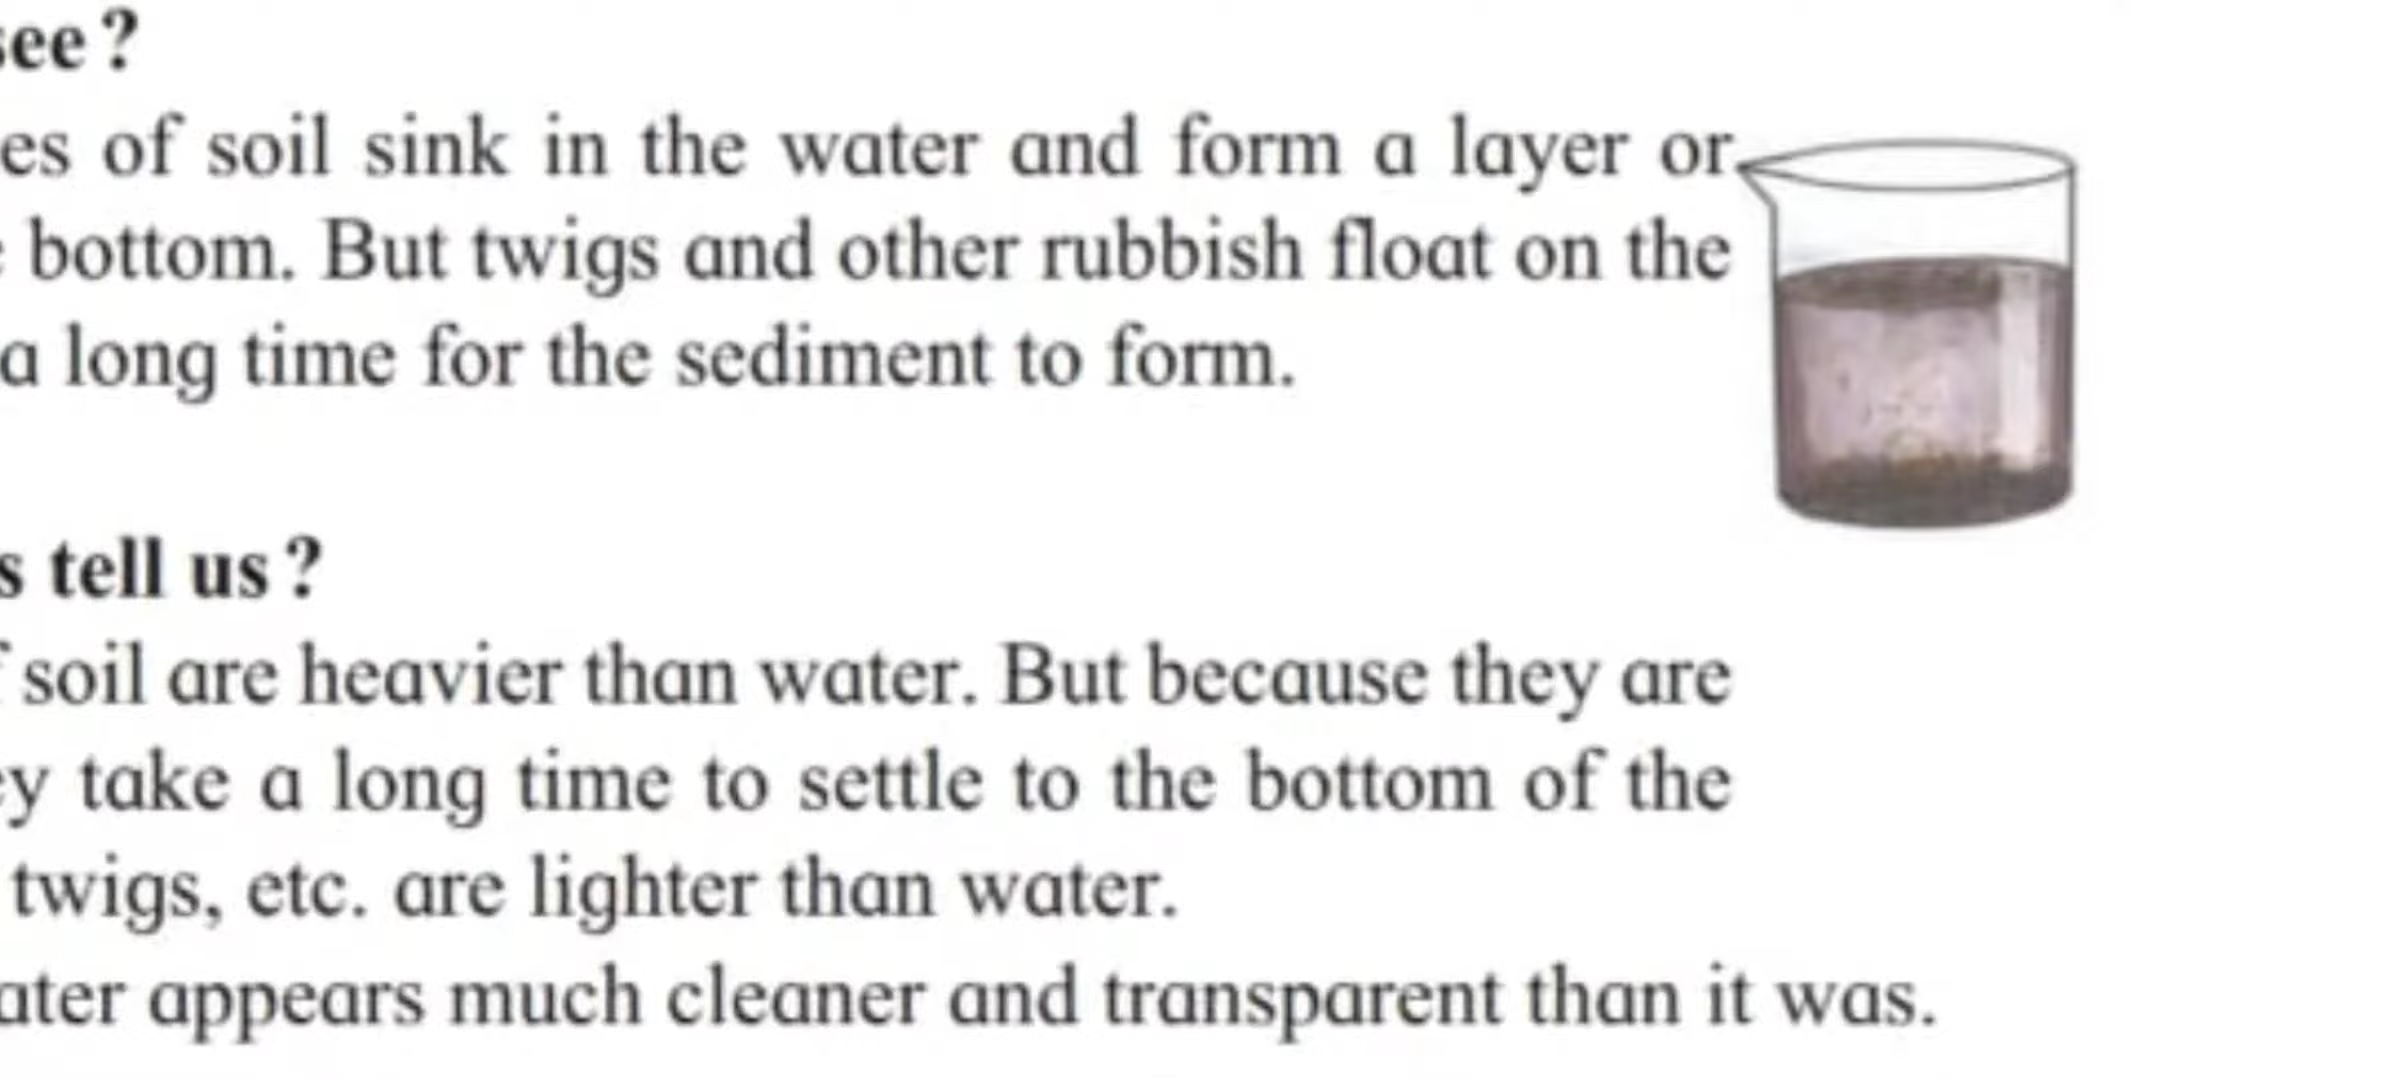 see?
es of soil sink in the water and form a layer or
bottom. But twigs and other rubbish float on the
a long time for the sediment to form.
s tell us?
soil are heavier than water. But because they are
ey take a long time to settle to the bottom of the
twigs, etc. are lighter than water.
ater appears much cleaner and transparent than it was.